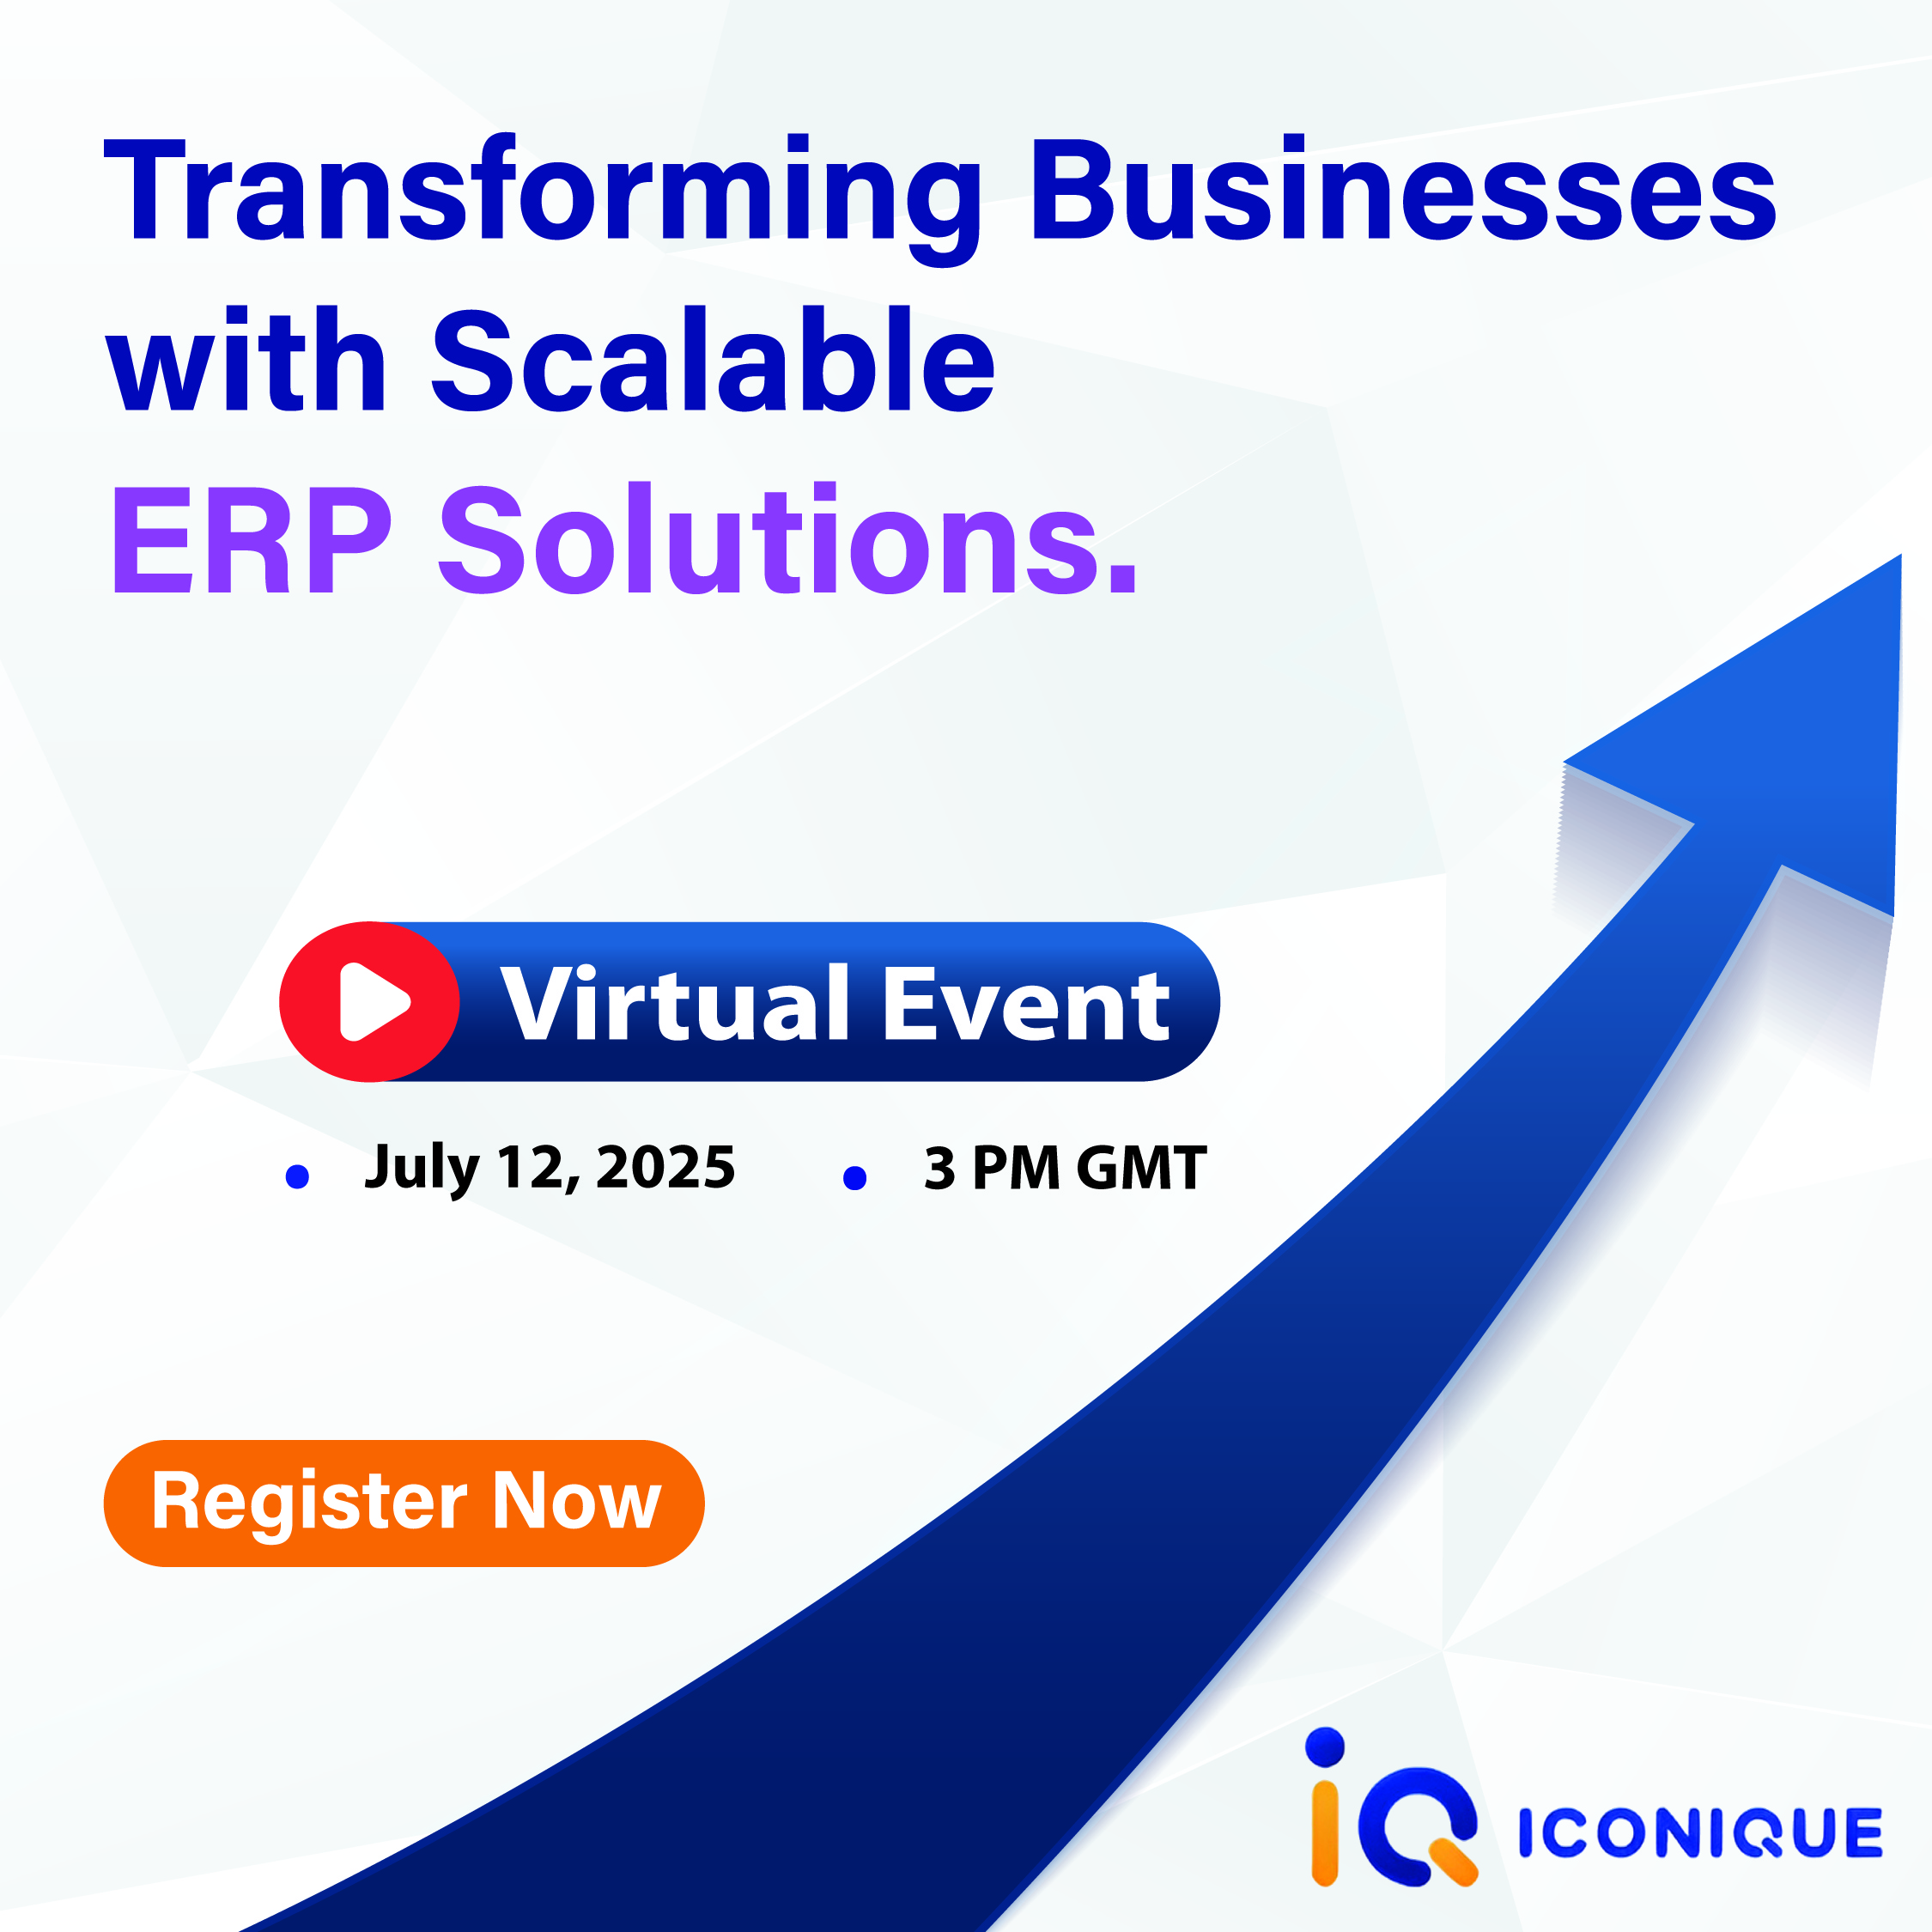 Transforming Businesses
with Scalable
ERP Solutions.
Virtual Event
• July 12, 2025 • 3 PM GMT
Register Now
iQ ICONIQUE